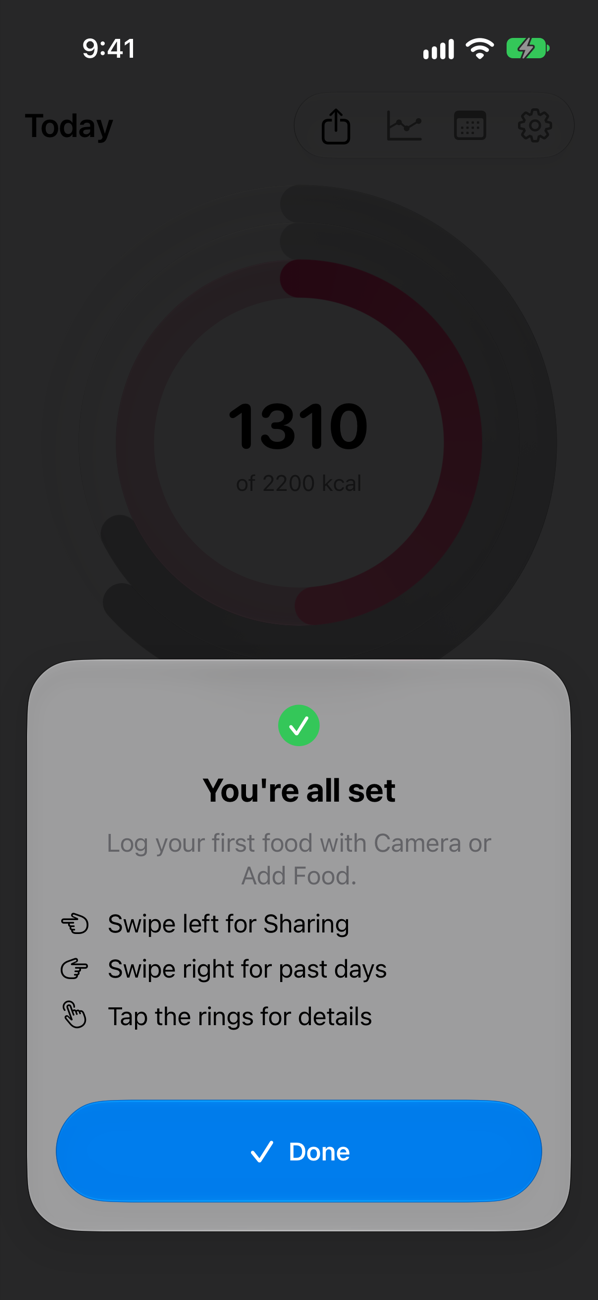 9:41
Today
1310
of 2200 kcal
You're all set
Log your first food with Camera or
Add Food.
Swipe left for Sharing
Swipe right for past days
Tap the rings for details
Done